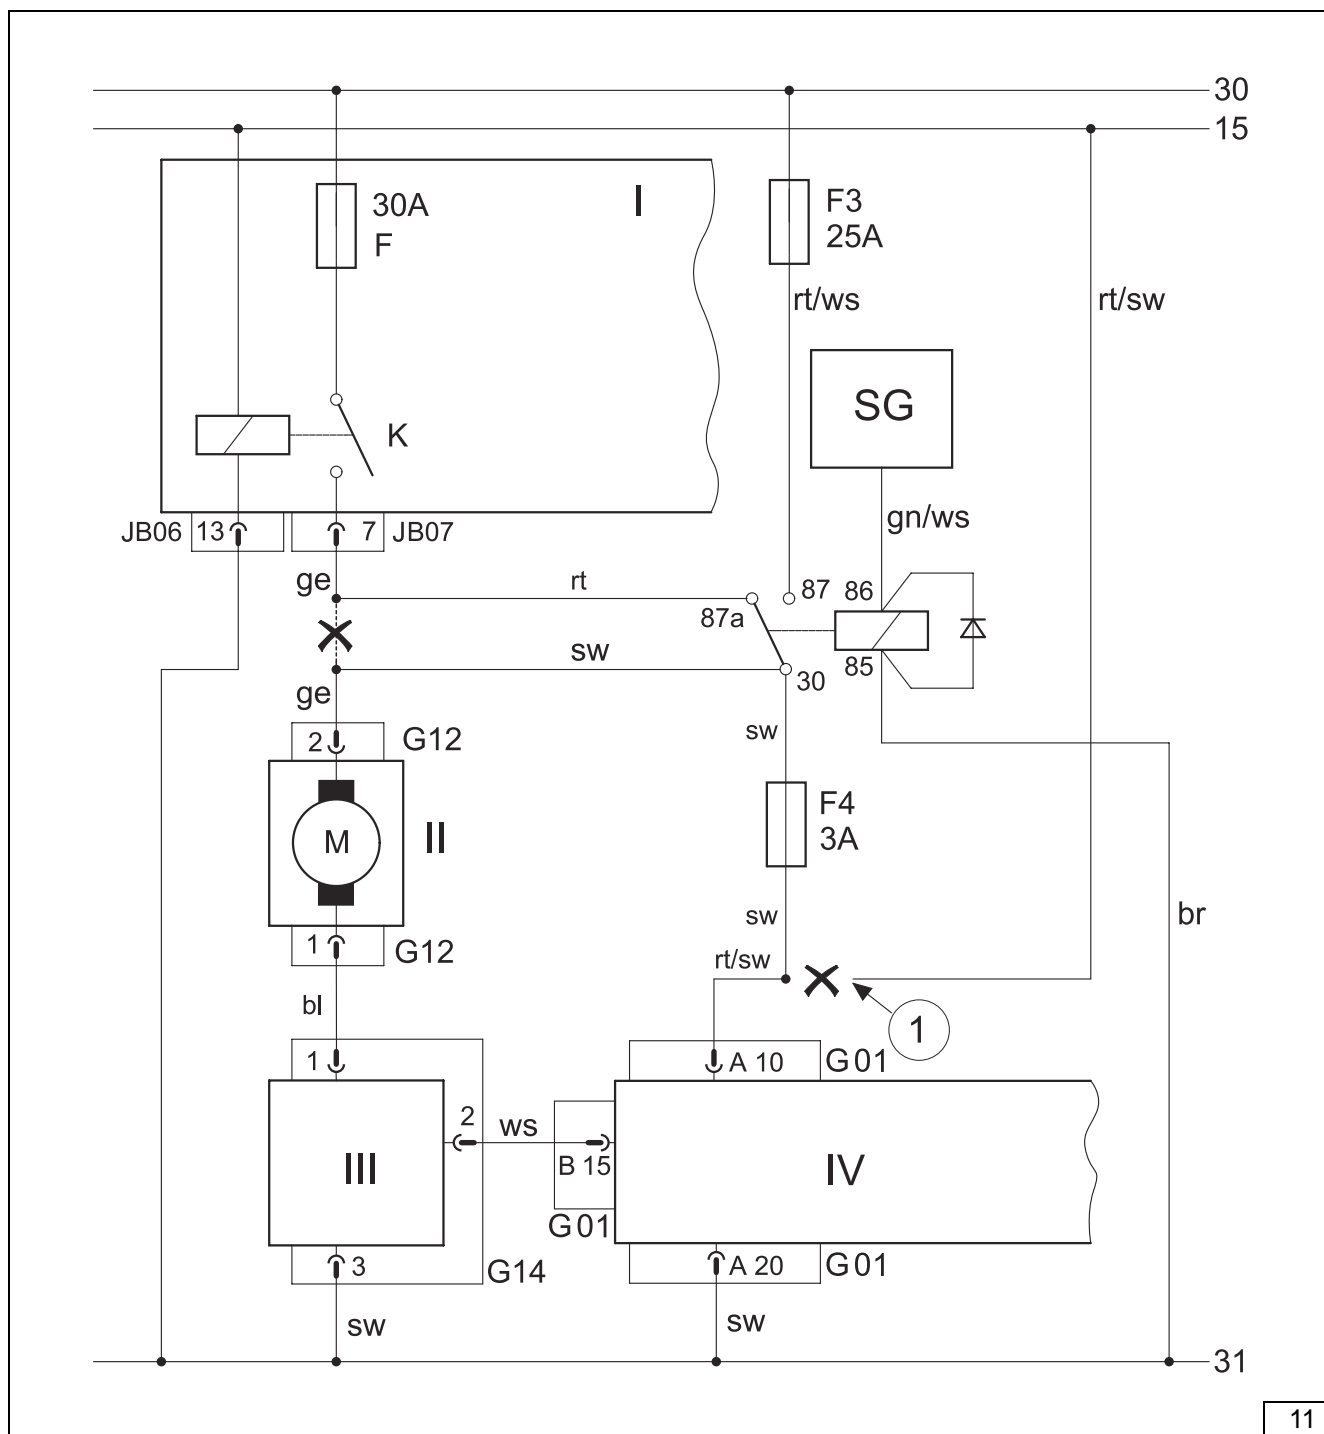 30
15
30A
F
I
F3
25A
rt/ws
rt/sw
SG
K
gn/ws
JB06
13
7
JB07
ge
rt
87
86
87a
sw
85
30
ge
sw
2
G12
M
II
F4
3A
1
G12
sw
br
rt/sw
bl
1
1
A 10
G01
2
ws
III
B 15
IV
G01
3
G14
A 20
G01
sw
sw
31
11